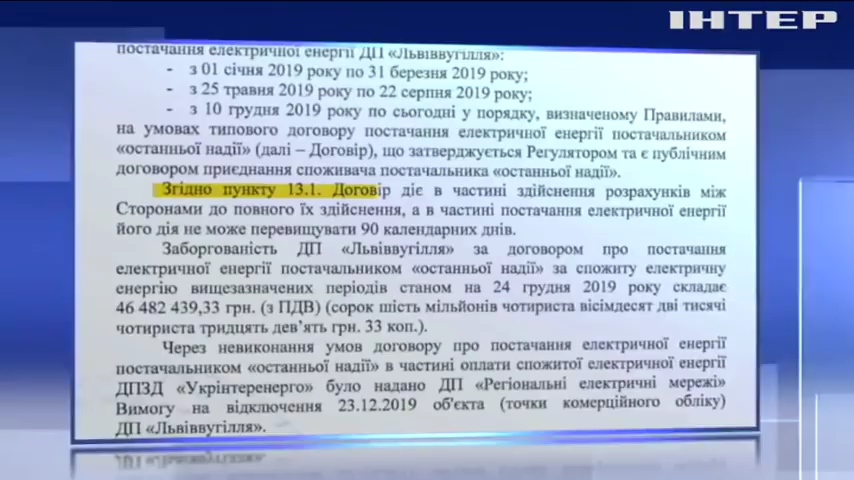 ІНТЕР
постачання електричної енергії ДП «Львіввугілля»:
- з 01 січня 2019 року по 31 березня 2019 року;
- з 25 травня 2019 року по 22 серпня 2019 року;
- з 10 грудня 2019 року по сьогодні у порядку, визначеному Правилами,
на умовах типового договору постачання електричної енергії постачальником
«останньої надії» (далі – Договір), що затверджується Регулятором та є публічним
договором приєднання споживача постачальника «останньої надії».
Згідно пункту 13.1. Договір діє в частині здійснення розрахунків між
Сторонами до повного їх здійснення, а в частині постачання електричної енергії
його дія не може перевищувати 90 календарних днів.
Заборгованість ДП «Львіввугілля» за договором про постачання
електричної енергії постачальником «останньої надії» за спожиту електричну
енергію вищезазначених періодів станом на 24 грудня 2019 року складає
46 482 439,33 грн. (з ПДВ) (сорок шість мільйонів чотириста вісімдесят дві тисячі
чотириста тридцять дев’ять грн. 33 коп.).
Через невиконання умов договору про постачання електричної енергії
постачальником «останньої надії» в частині оплати спожитої електричної енергії
ДПЗД «Укрінтеренерго» було надано ДП «Регіональні електричні мережі»
Вимогу на відключення 23.12.2019 об'єкта (точки комерційного обліку)
ДП «Львіввугілля».